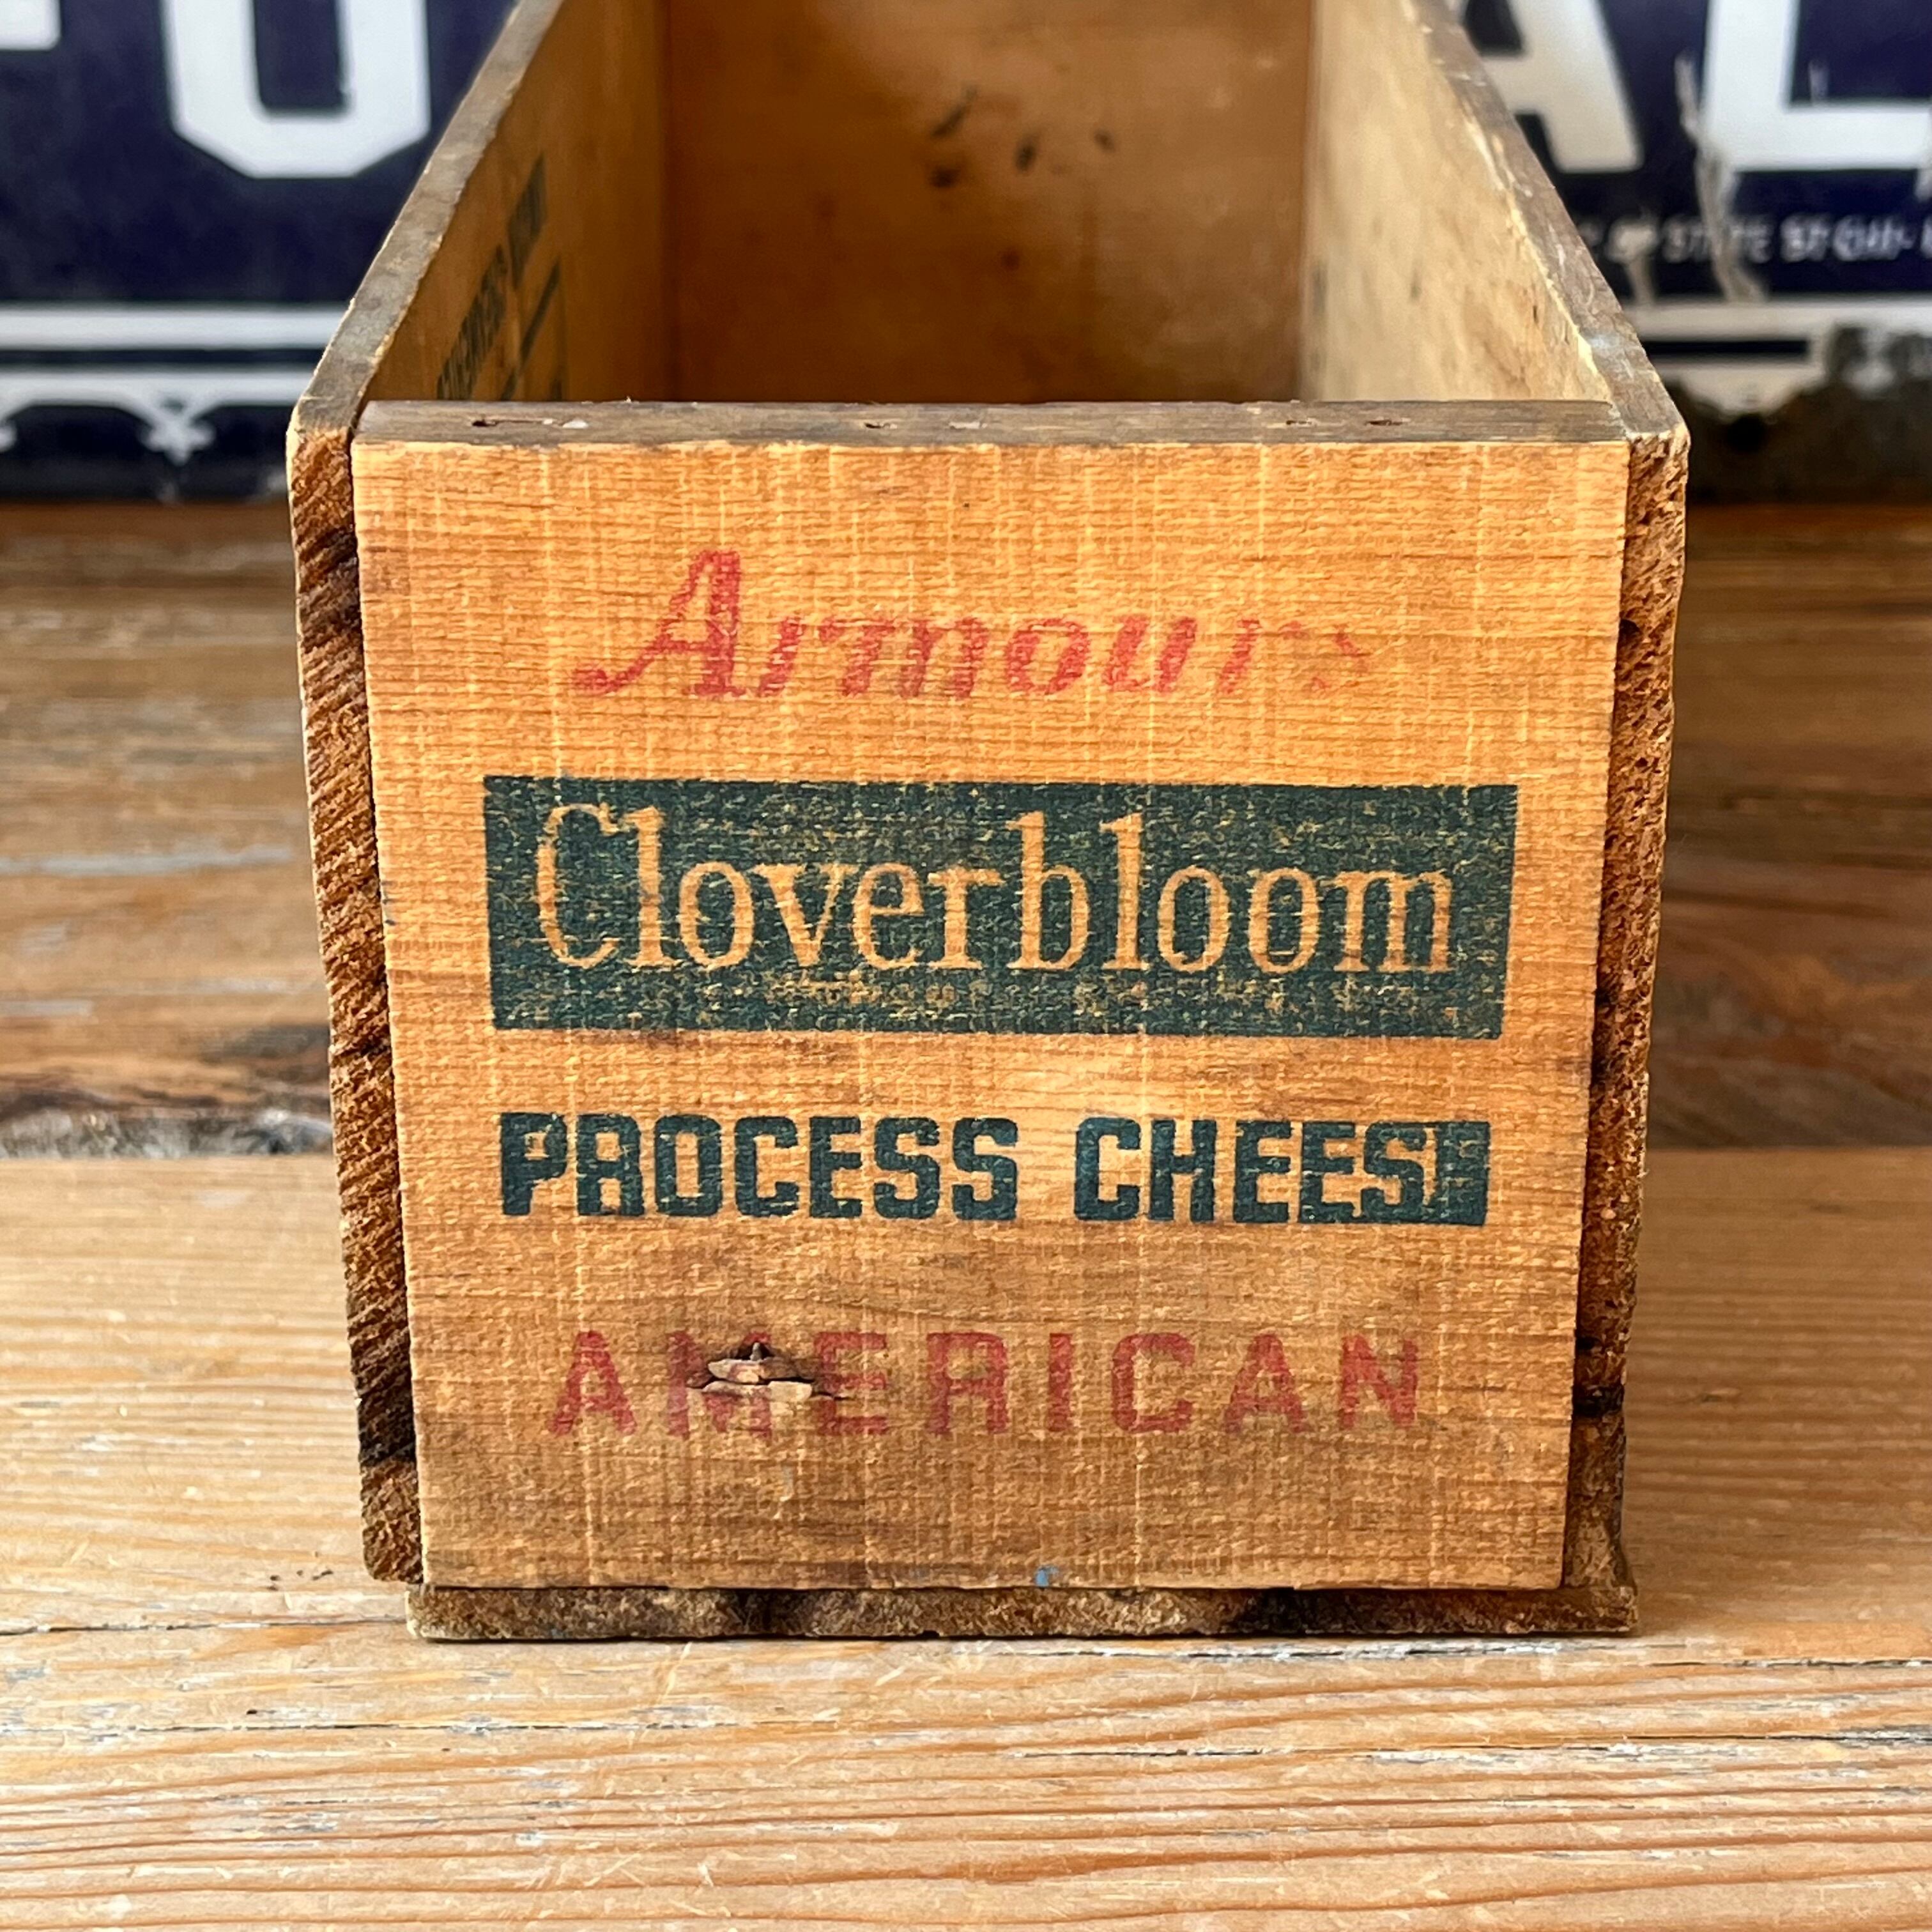 Armour's
Cloverbloom
PROCESS CHEESE
AMERICAN